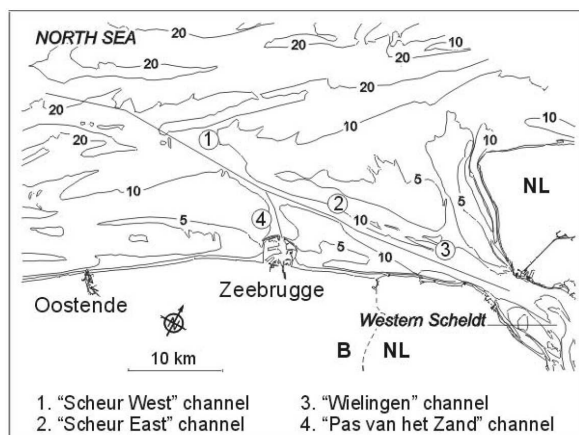 NORTH SEA
20
20
20
10
20
20
10
20
10
10
10
5
5
5
5
10
5
10
1
2
3
4
NL
Oostende
Zeebrugge
Western Scheldt
N
10 km
B
NL
1. “Scheur West” channel
2. “Scheur East” channel
3. “Wielingen” channel
4. “Pas van het Zand” channel